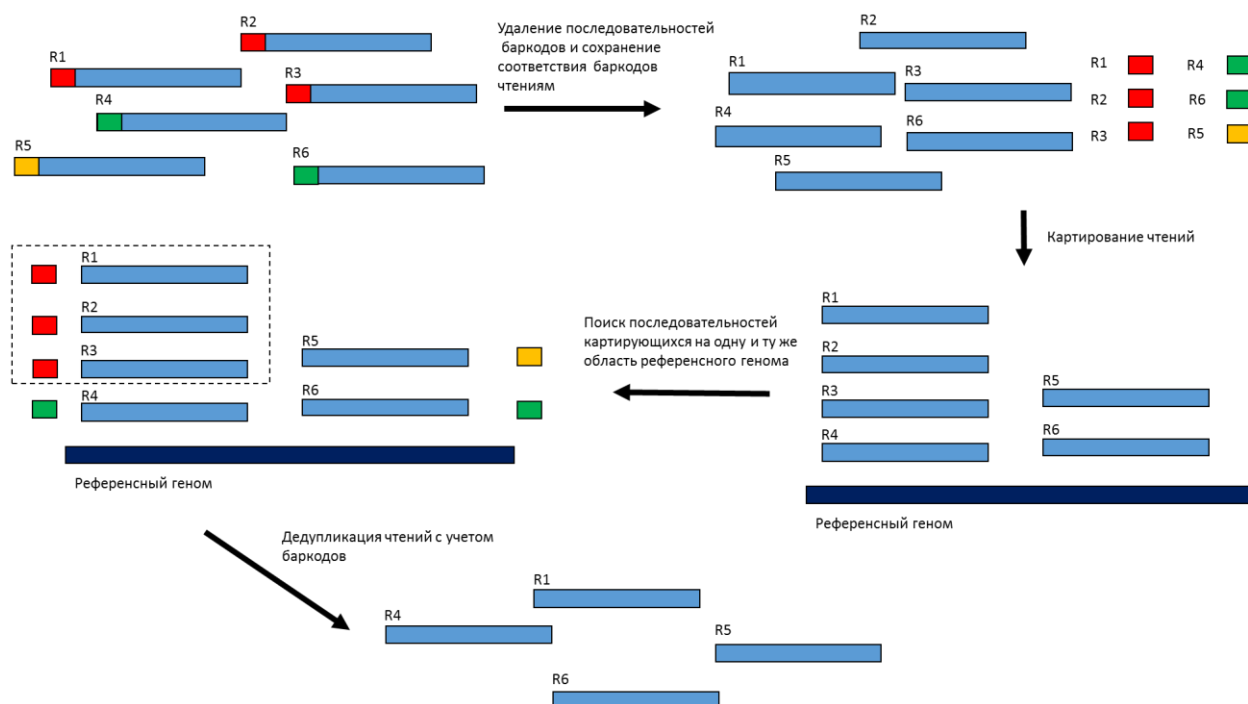 R2
R1
R3
R4
R5
R6
Удаление последовательностей
баркодов и сохранение
соответствия баркодов
чтениям
R2
R1
R3
R4
R6
R5
R1 R4
R2 R6
R3 R5
Картирование чтений
R1
R2
R3
R4
R5
R6
Референсный геном
Поиск последовательностей
картирующихся на одну и ту же
область референсного генома
R1
R2
R3
R4
R5
R6
Референсный геном
Дедупликация чтений с учетом
баркодов
R1
R4
R5
R6